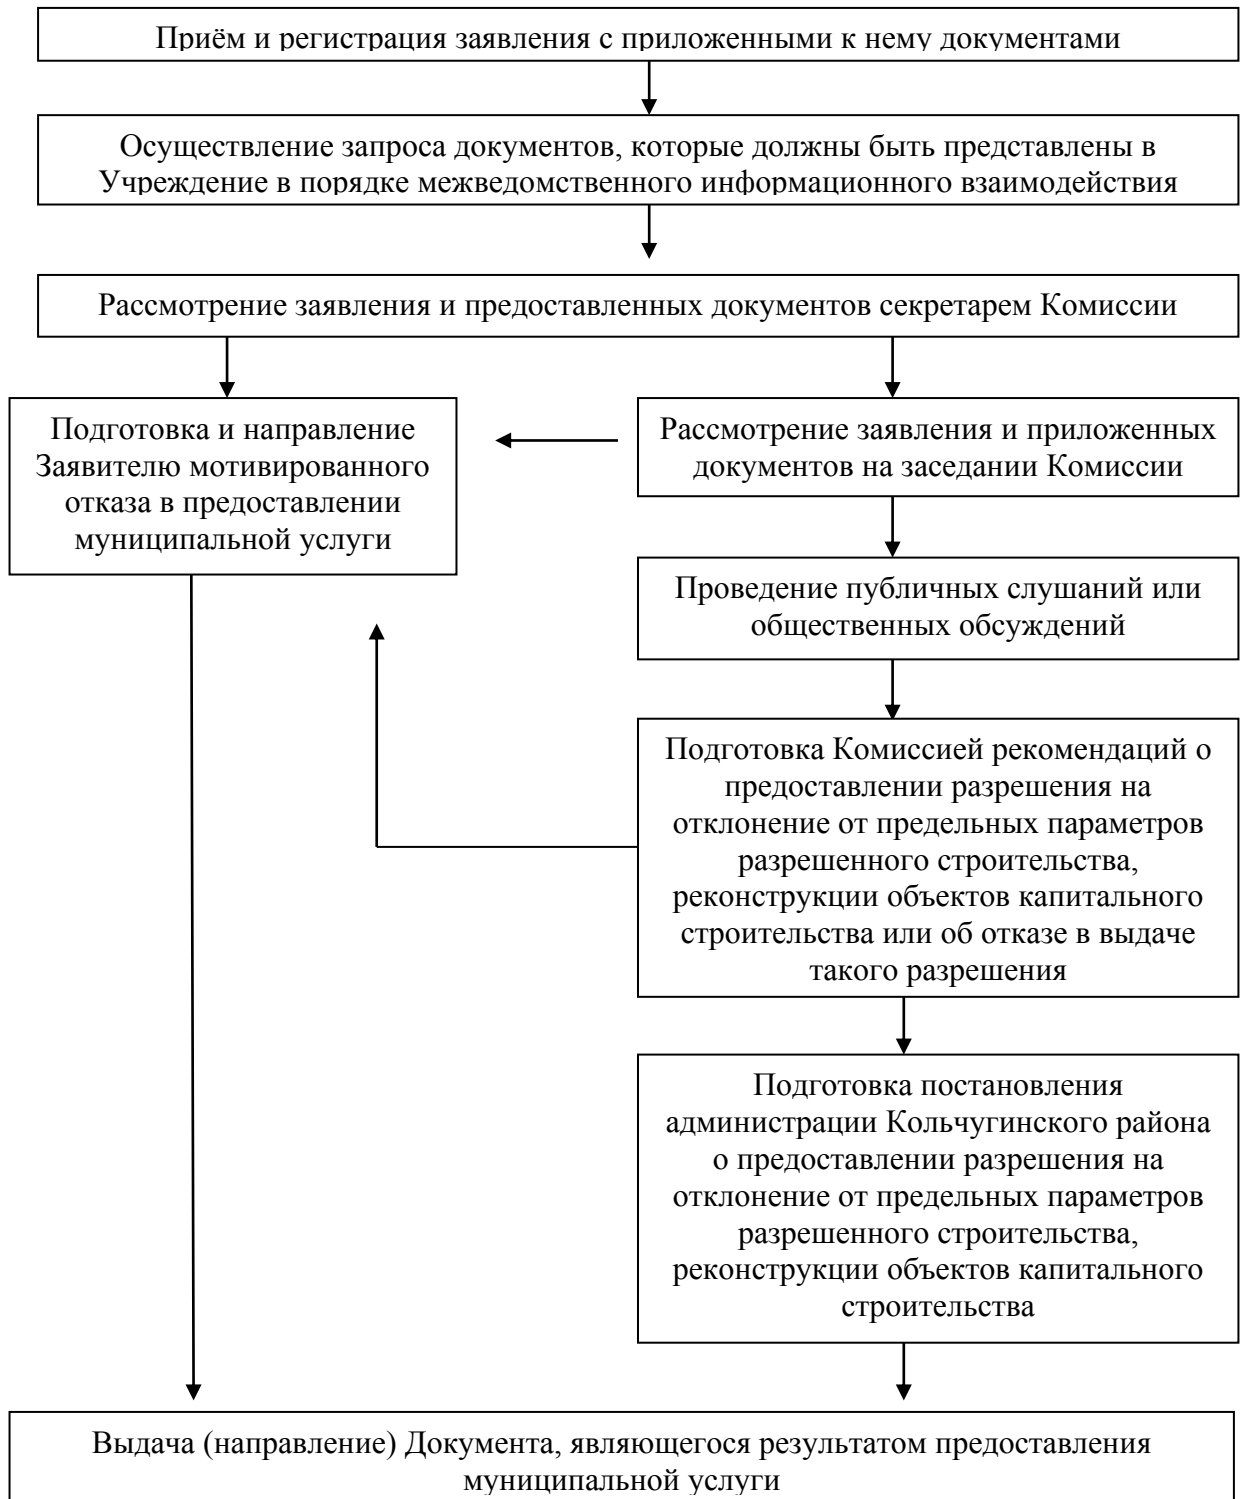 Приём и регистрация заявления с приложенными к нему документами
Осуществление запроса документов, которые должны быть представлены в
Учреждение в порядке межведомственного информационного взаимодействия
Рассмотрение заявления и предоставленных документов секретарем Комиссии
Подготовка и направление
Заявителю мотивированного
отказа в предоставлении
муниципальной услуги
Рассмотрение заявления и приложенных
документов на заседании Комиссии
Проведение публичных слушаний или
общественных обсуждений
Подготовка Комиссией рекомендаций о
предоставлении разрешения на
отклонение от предельных параметров
разрешенного строительства,
реконструкции объектов капитального
строительства или об отказе в выдаче
такого разрешения
Подготовка постановления
администрации Кольчугинского района
о предоставлении разрешения на
отклонение от предельных параметров
разрешенного строительства,
реконструкции объектов капитального
строительства
Выдача (направление) Документа, являющегося результатом предоставления
муниципальной услуги